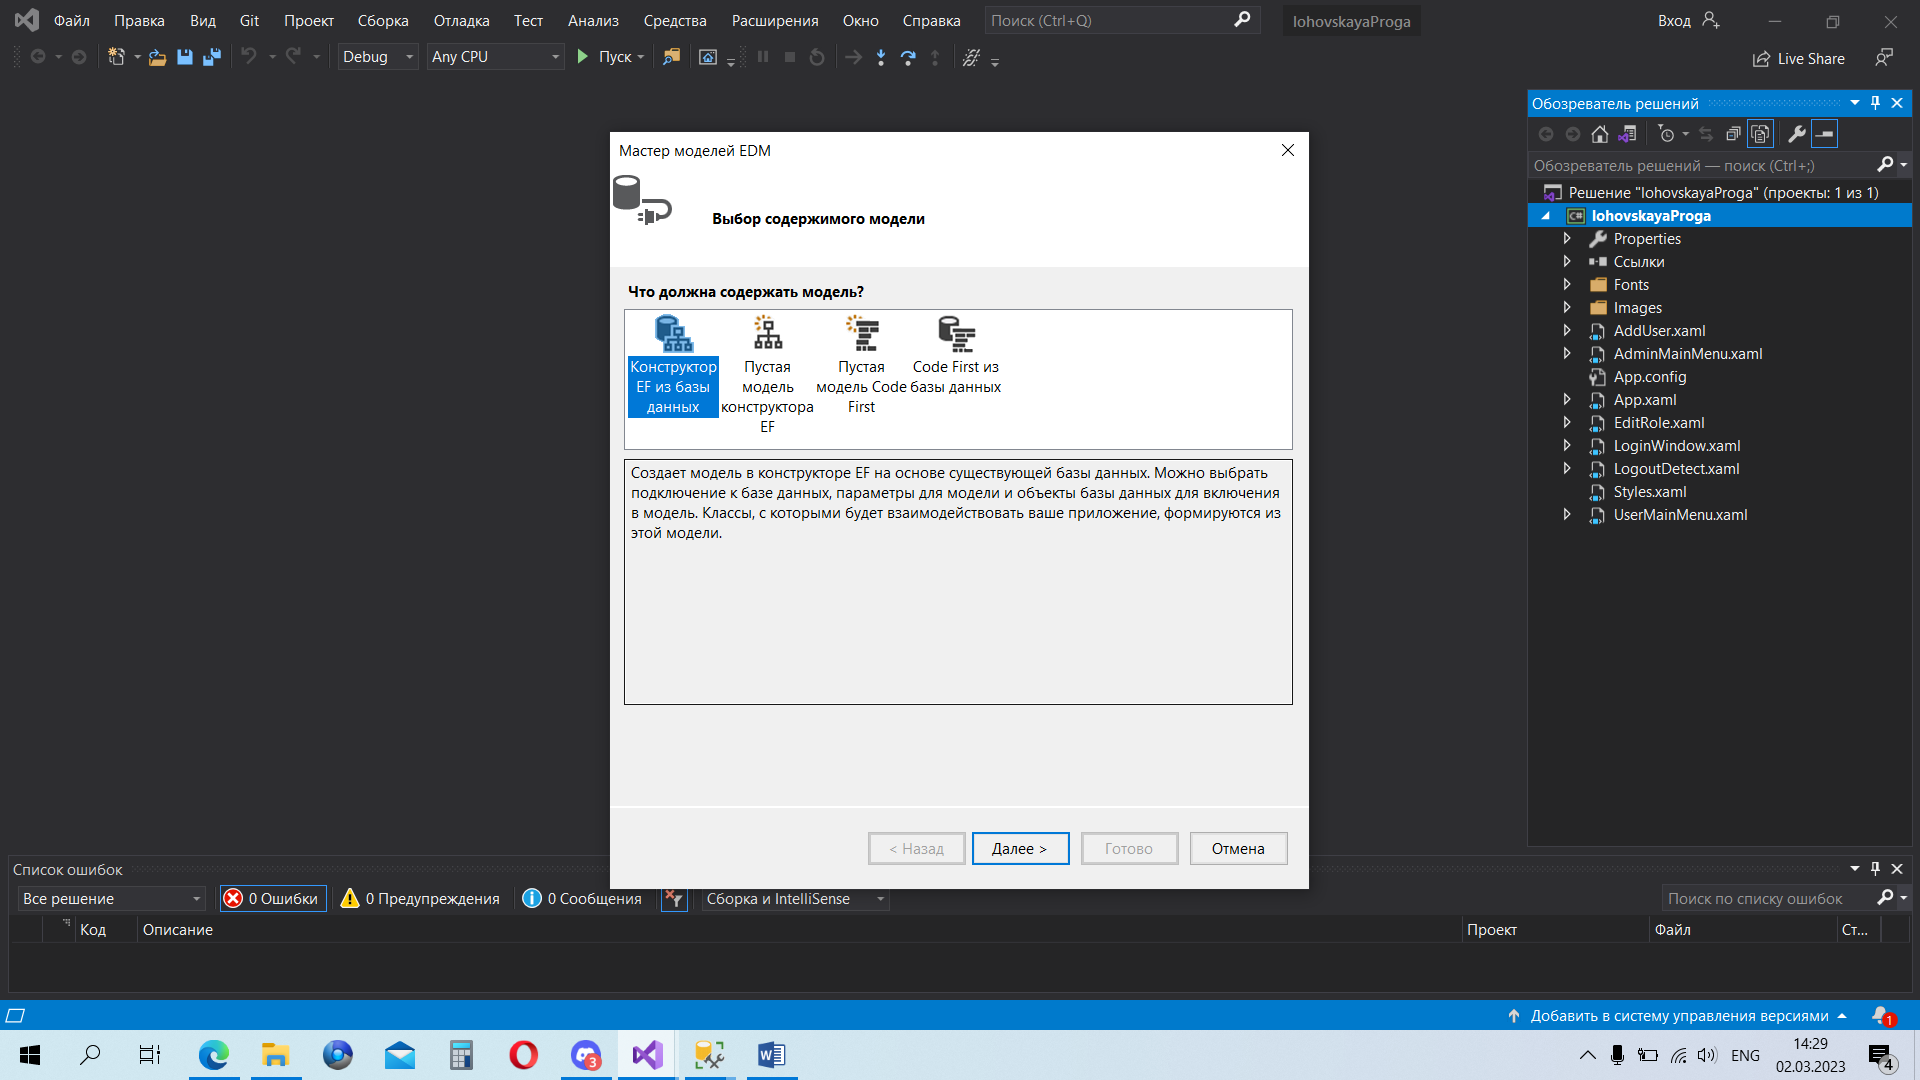 Файл Правка Вид Git Проект Сборка Отладка Тест Анализ Средства Расширения Окно Справка Поиск (Ctrl+Q) lohovskayaProga Вход
Debug Any CPU Пуск Live Share
Обозреватель решений
Обозреватель решений — поиск (Ctrl+;)
Решение "lohovskayaProga" (проекты: 1 из 1)
C# lohovskayaProga
Properties
Ссылки
Fonts
Images
AddUser.xaml
AdminMainMenu.xaml
App.config
App.xaml
EditRole.xaml
LoginWindow.xaml
LogoutDetect.xaml
Styles.xaml
UserMainMenu.xaml
Мастер моделей EDM
Выбор содержимого модели
Что должна содержать модель?
Конструктор
EF из базы
данных
Пустая
модель
конструктора
EF
Пустая
модель Code
First
Code First из
базы данных
Создает модель в конструкторе EF на основе существующей базы данных. Можно выбрать
подключение к базе данных, параметры для модели и объекты базы данных для включения
в модель. Классы, с которыми будет взаимодействовать ваше приложение, формируются из
этой модели.
< Назад Далее > Готово Отмена
Список ошибок
Все решение 0 Ошибки 0 Предупреждения 0 Сообщения Сборка и IntelliSense Поиск по списку ошибок
Код Описание Проект Файл Ст...
Добавить в систему управления версиями 1
3 ENG 14:29
02.03.2023 4